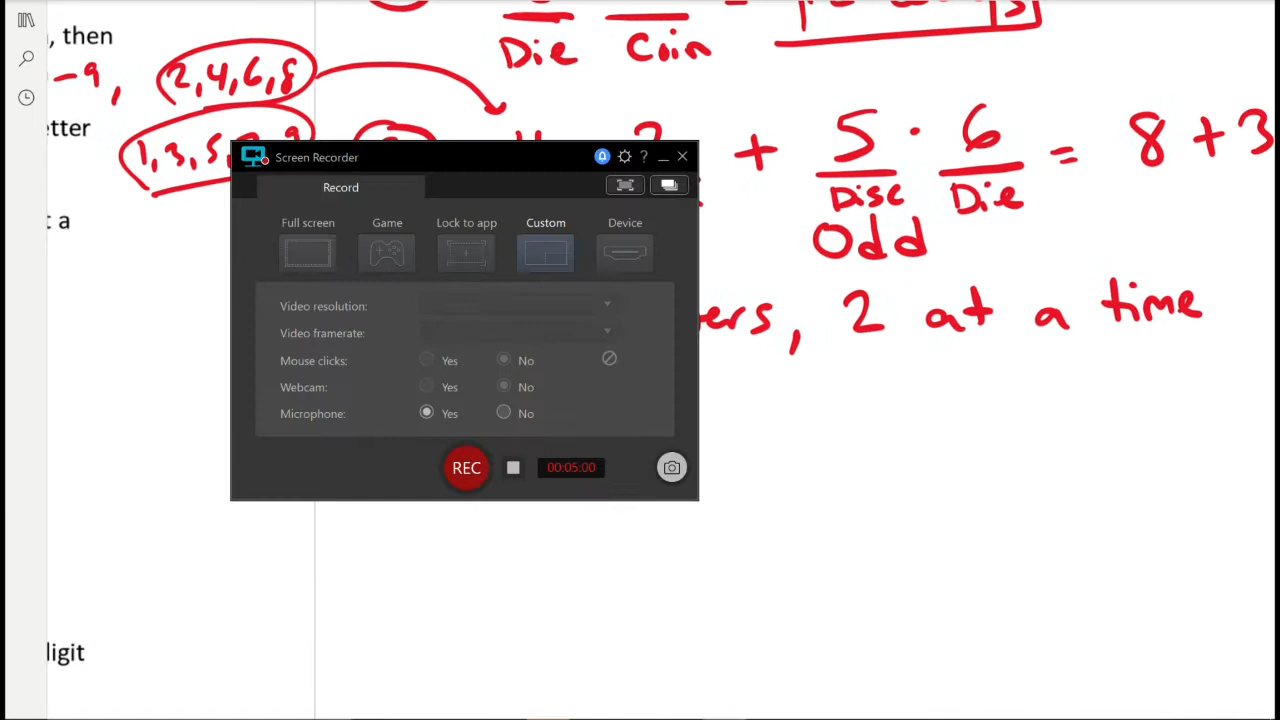 , then
Die Coin
-9, 2,4,6,8
etter
1,3,5, 9
+ 5 · 6 = 8 + 3
Disc Die
Odd
t a
ers, 2 at a time
Screen Recorder
?
Record
Full screen Game Lock to app Custom Device
Video resolution:
Video framerate:
Mouse clicks: Yes No
Webcam: Yes No
Microphone: Yes No
REC 00:05:00
ligit